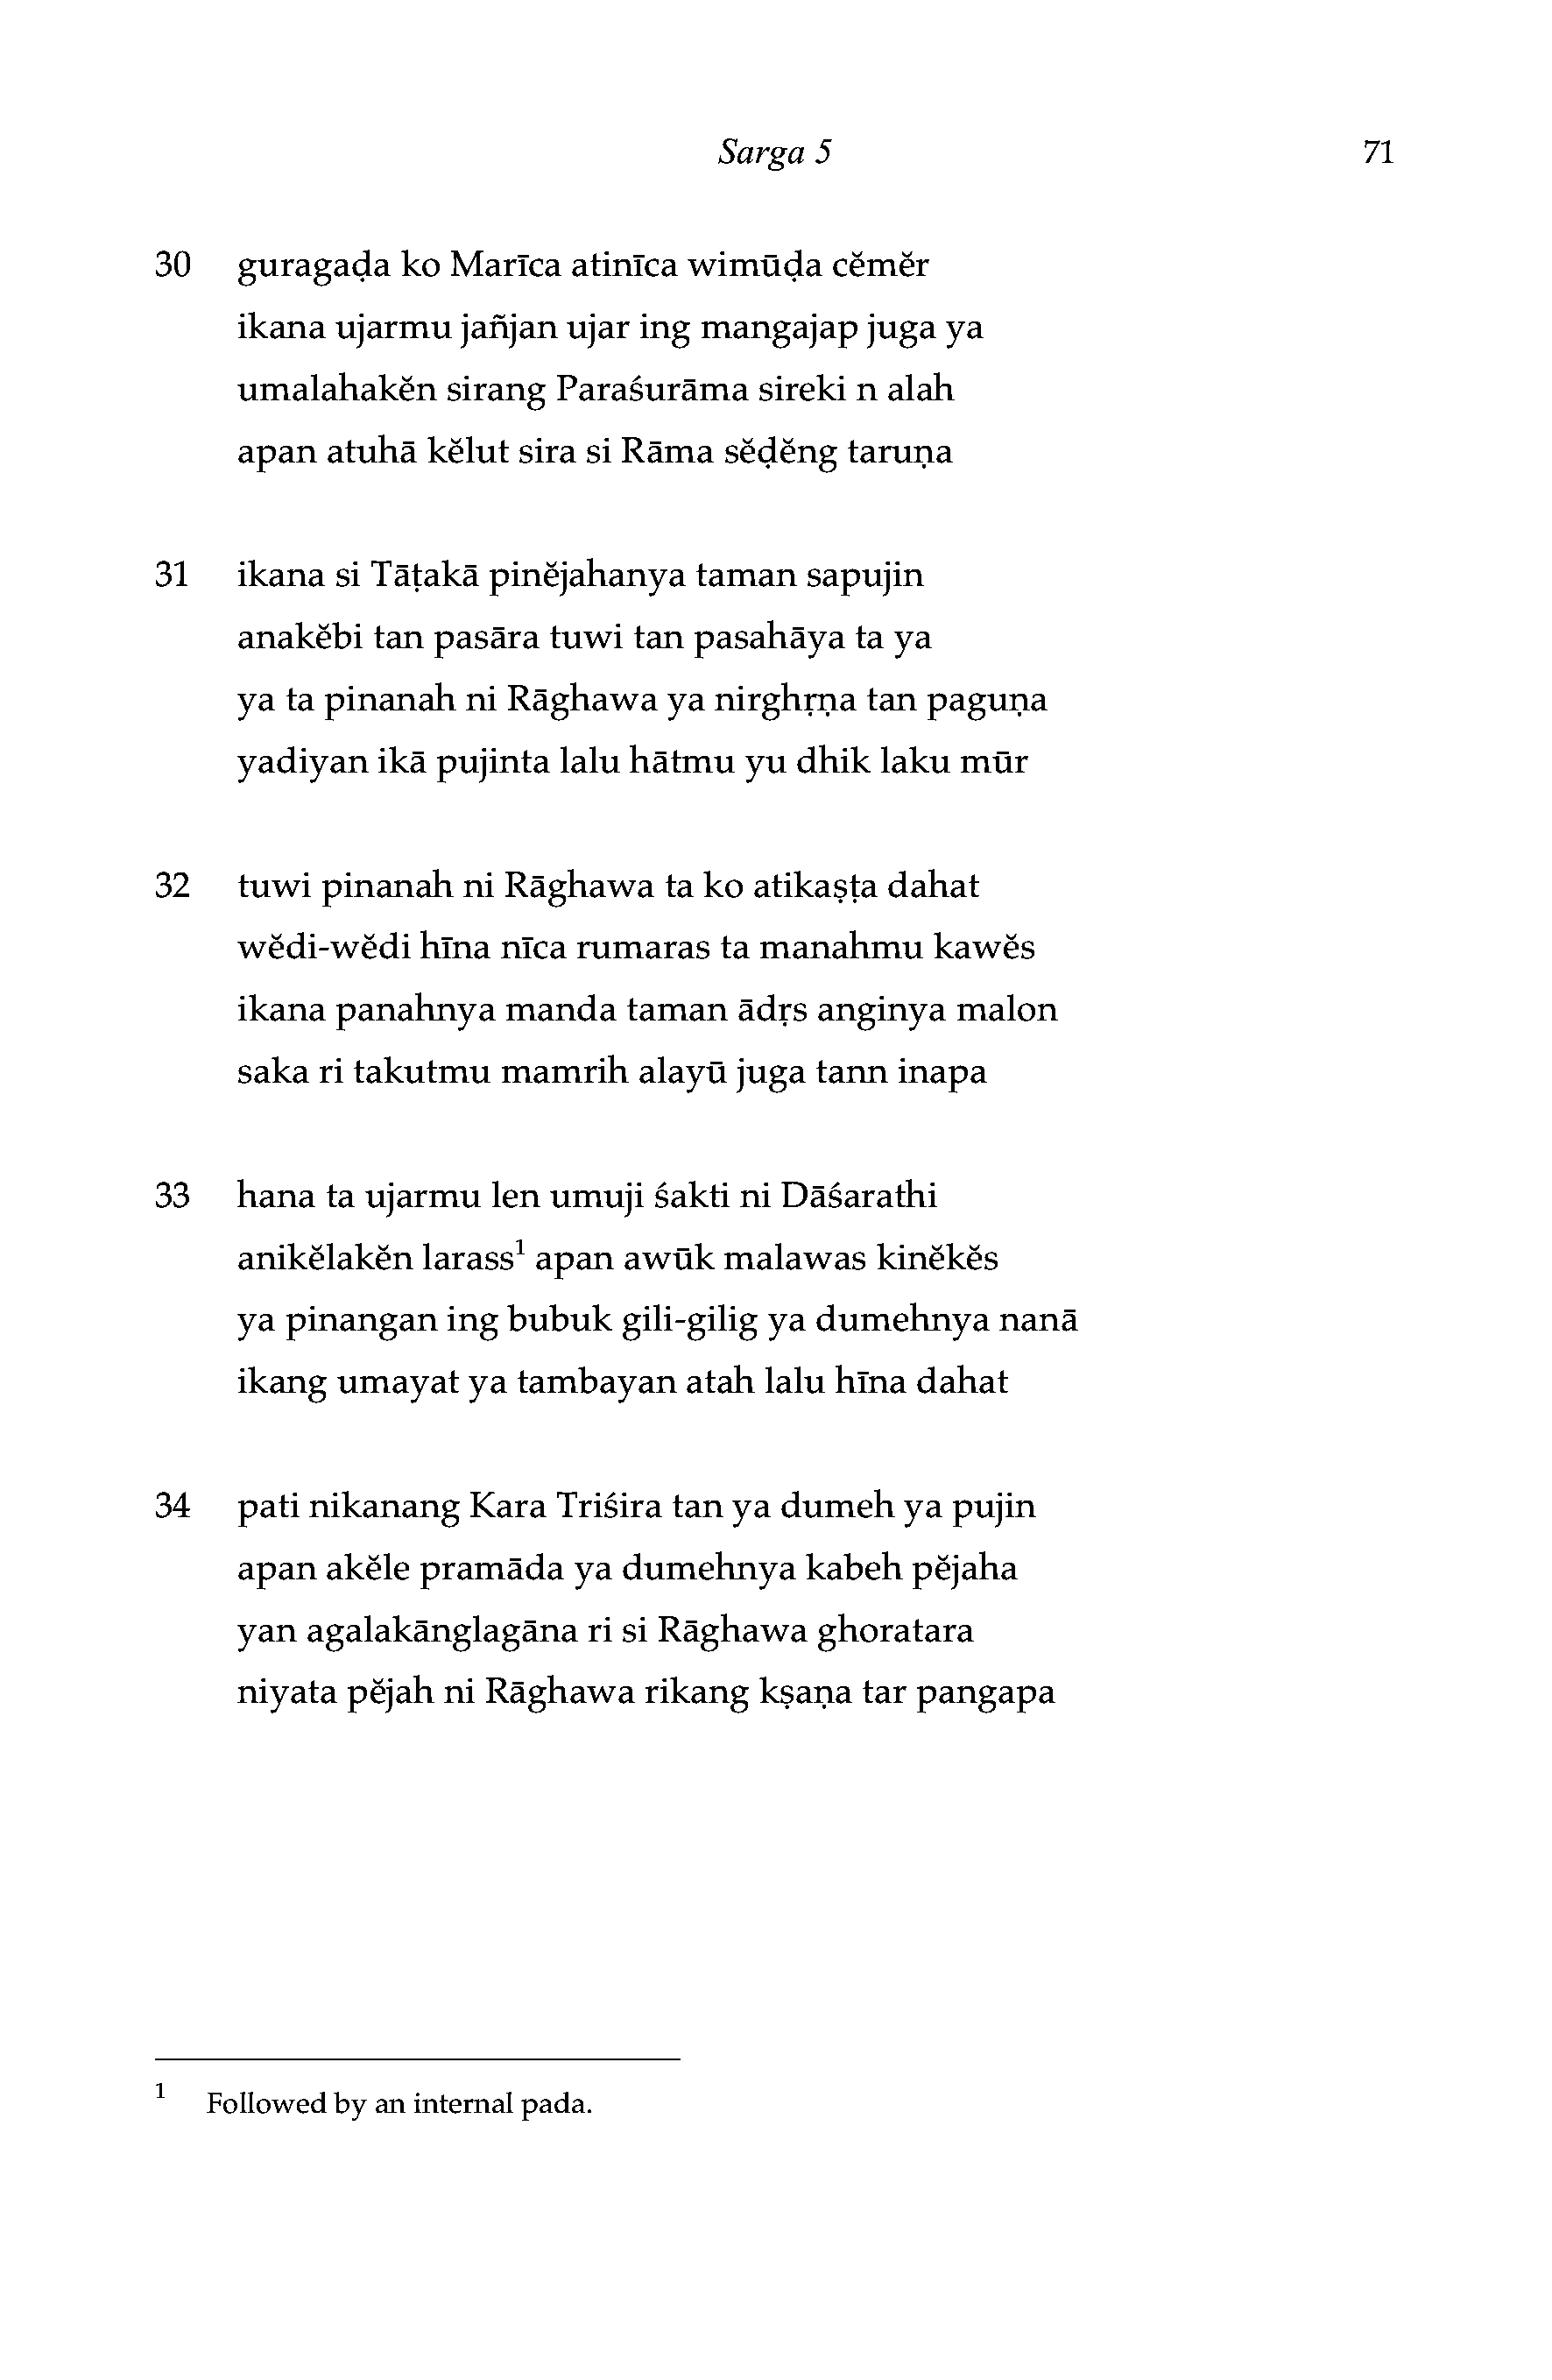 Sarga 5 71
30 guragaḍa ko Marīca atinīca wimūḍa cĕmĕr
ikana ujarmu jañjan ujar ing mangajap juga ya
umalahakĕn sirang Paraśurāma sireki n alah
apan atuhā kĕlut sira si Rāma sĕḍĕng taruṇa
31 ikana si Tāṭakā pinĕjahanya taman sapujin
anakĕbi tan pasāra tuwi tan pasahāya ta ya
ya ta pinanah ni Rāghawa ya nirghṛṇa tan paguṇa
yadiyan ikā pujinta lalu hātmu yu dhik laku mūr
32 tuwi pinanah ni Rāghawa ta ko atikaṣṭa dahat
wĕdi-wĕdi hīna nīca rumaras ta manahmu kawĕs
ikana panahnya manda taman ādṛs anginya malon
saka ri takutmu mamrih alayū juga tann inapa
33 hana ta ujarmu len umuji śakti ni Dāśarathi
anikĕlakĕn larass¹ apan awūk malawas kinĕkĕs
ya pinangan ing bubuk gili-gilig ya dumehnya nanā
ikang umayat ya tambayan atah lalu hīna dahat
34 pati nikanang Kara Triśira tan ya dumeh ya pujin
apan akĕle pramāda ya dumehnya kabeh pĕjaha
yan agalakānglagāna ri si Rāghawa ghoratara
niyata pĕjah ni Rāghawa rikang kṣaṇa tar pangapa
¹ Followed by an internal pada.